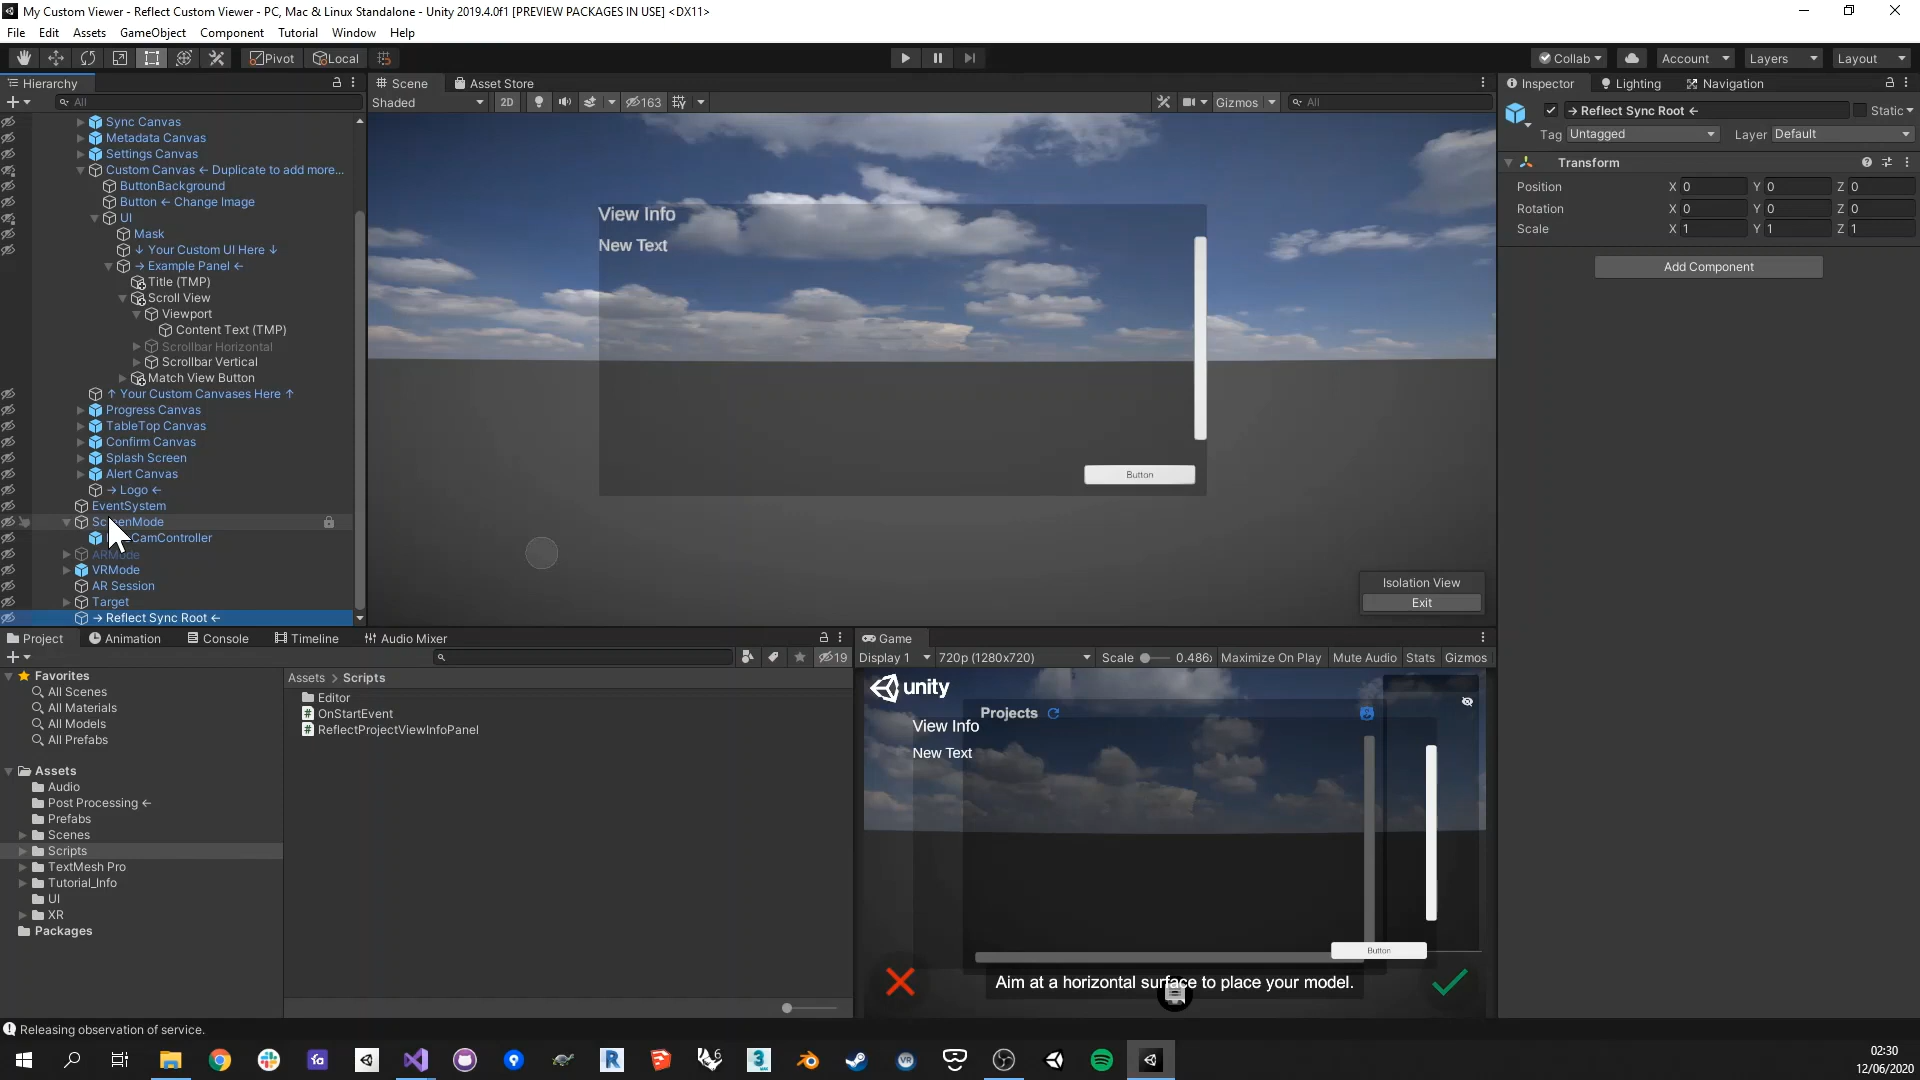 My Custom Viewer - Reflect Custom Viewer - PC, Mac & Linux Standalone - Unity 2019.4.0f1 [PREVIEW PACKAGES IN USE] <DX11>
File Edit Assets GameObject Component Tutorial Window Help
Pivot Local Collab Account Layers Layout
Hierarchy
All
Scene Asset Store
Shaded 2D 163 Gizmos All
Inspector Lighting Navigation
→ Reflect Sync Root ← Static
Tag Untagged Layer Default
Transform
Position X 0 Y 0 Z 0
Rotation X 0 Y 0 Z 0
Scale X 1 Y 1 Z 1
Add Component
Sync Canvas
Metadata Canvas
Settings Canvas
Custom Canvas ← Duplicate to add more...
ButtonBackground
Button ← Change Image
UI
Mask
↓ Your Custom UI Here ↓
→ Example Panel ←
Title (TMP)
Scroll View
Viewport
Content Text (TMP)
Scrollbar Horizontal
Scrollbar Vertical
Match View Button
↑ Your Custom Canvases Here ↑
Progress Canvas
TableTop Canvas
Confirm Canvas
Splash Screen
Alert Canvas
→ Logo ←
EventSystem
ScreenMode
CamController
ARMode
VRMode
AR Session
Target
→ Reflect Sync Root ←
View Info
New Text
Button
Isolation View
Exit
Project Animation Console Timeline Audio Mixer
19
Favorites
All Scenes
All Materials
All Models
All Prefabs
Assets
Audio
Post Processing ←
Prefabs
Scenes
Scripts
TextMesh Pro
Tutorial_Info
UI
XR
Packages
Assets > Scripts
Editor
OnStartEvent
ReflectProjectViewInfoPanel
Game
Display 1 720p (1280x720) Scale 0.486 Maximize On Play Mute Audio Stats Gizmos
unity
Projects
View Info
New Text
Button
Aim at a horizontal surface to place your model.
Releasing observation of service.
02:30
12/06/2020